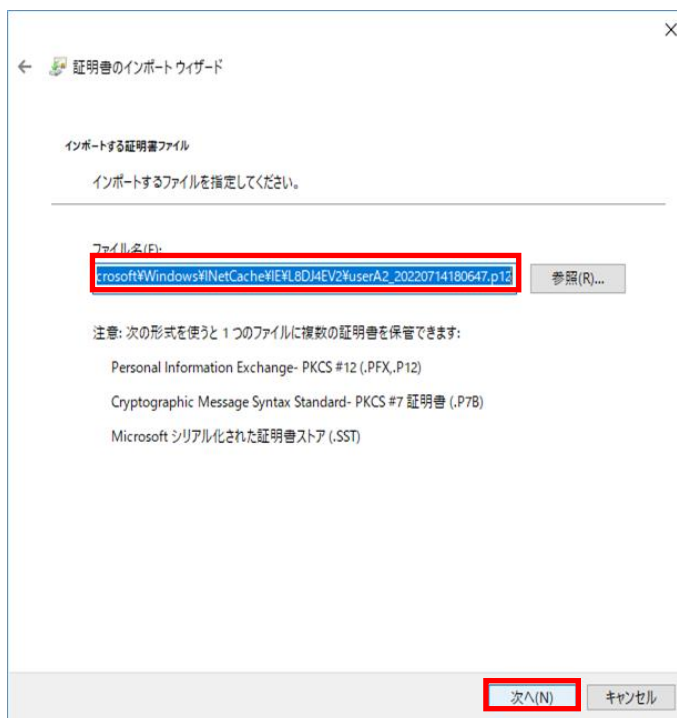 証明書のインポート ウィザード
インポートする証明書ファイル
インポートするファイルを指定してください。
ファイル名(F):
crosoft¥Windows¥INetCache¥IE¥L8DJ4EV2¥userA2_20220714180647.p12
参照(R)...
注意: 次の形式を使うと 1 つのファイルに複数の証明書を保管できます:
Personal Information Exchange- PKCS #12 (.PFX,.P12)
Cryptographic Message Syntax Standard- PKCS #7 証明書 (.P7B)
Microsoft シリアル化された証明書ストア (.SST)
次へ(N)
キャンセル